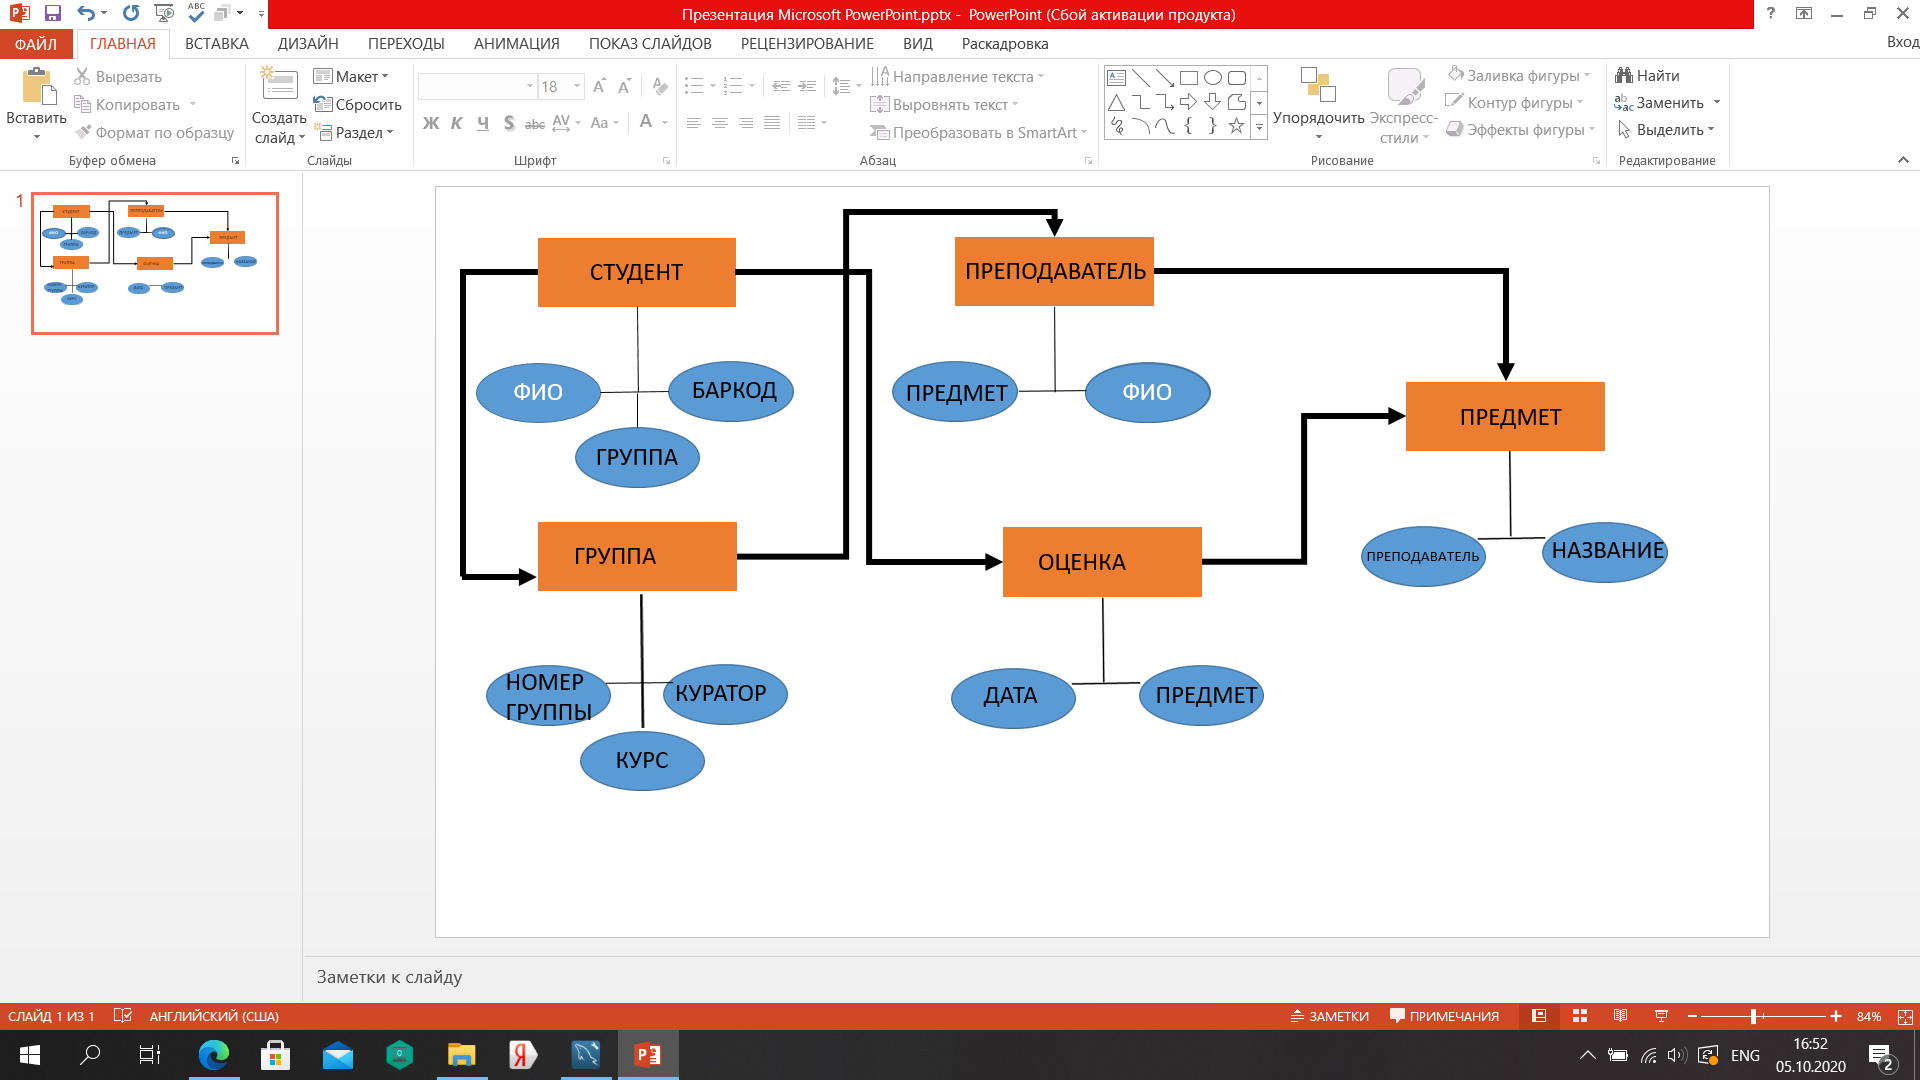 Презентация Microsoft PowerPoint.pptx - PowerPoint (Сбой активации продукта)
ФАЙЛ ГЛАВНАЯ ВСТАВКА ДИЗАЙН ПЕРЕХОДЫ АНИМАЦИЯ ПОКАЗ СЛАЙДОВ РЕЦЕНЗИРОВАНИЕ ВИД Раскадровка Вход
Вставить
Вырезать
Копировать
Формат по образцу
Буфер обмена
Создать
слайд
Макет
Сбросить
Раздел
Слайды
18
Ж К Ч S abc AV Aa A
Шрифт
Направление текста
Выровнять текст
Преобразовать в SmartArt
Абзац
Упорядочить
Экспресс-
стили
Заливка фигуры
Контур фигуры
Эффекты фигуры
Рисование
Найти
Заменить
Выделить
Редактирование
1
СТУДЕНТ
ПРЕПОДАВАТЕЛЬ
ФИО
БАРКОД
ГРУППА
ПРЕДМЕТ
ФИО
ПРЕДМЕТ
ГРУППА
ОЦЕНКА
ПРЕПОДАВАТЕЛЬ
НАЗВАНИЕ
НОМЕР
ГРУППЫ
КУРАТОР
КУРС
ДАТА
ПРЕДМЕТ
Заметки к слайду
СЛАЙД 1 ИЗ 1 АНГЛИЙСКИЙ (США) ЗАМЕТКИ ПРИМЕЧАНИЯ 84%
ENG
16:52
05.10.2020
2